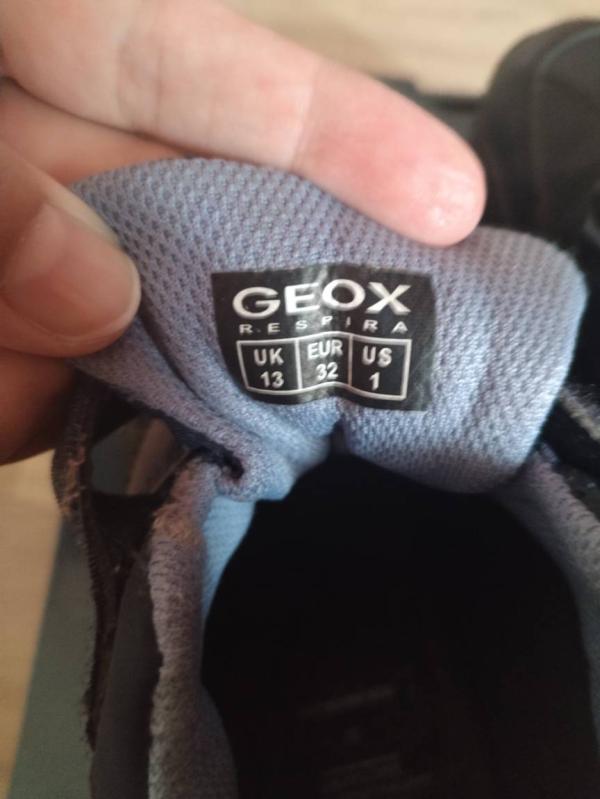 GEOX
RESPIRA
UK EUR US
13 32 1